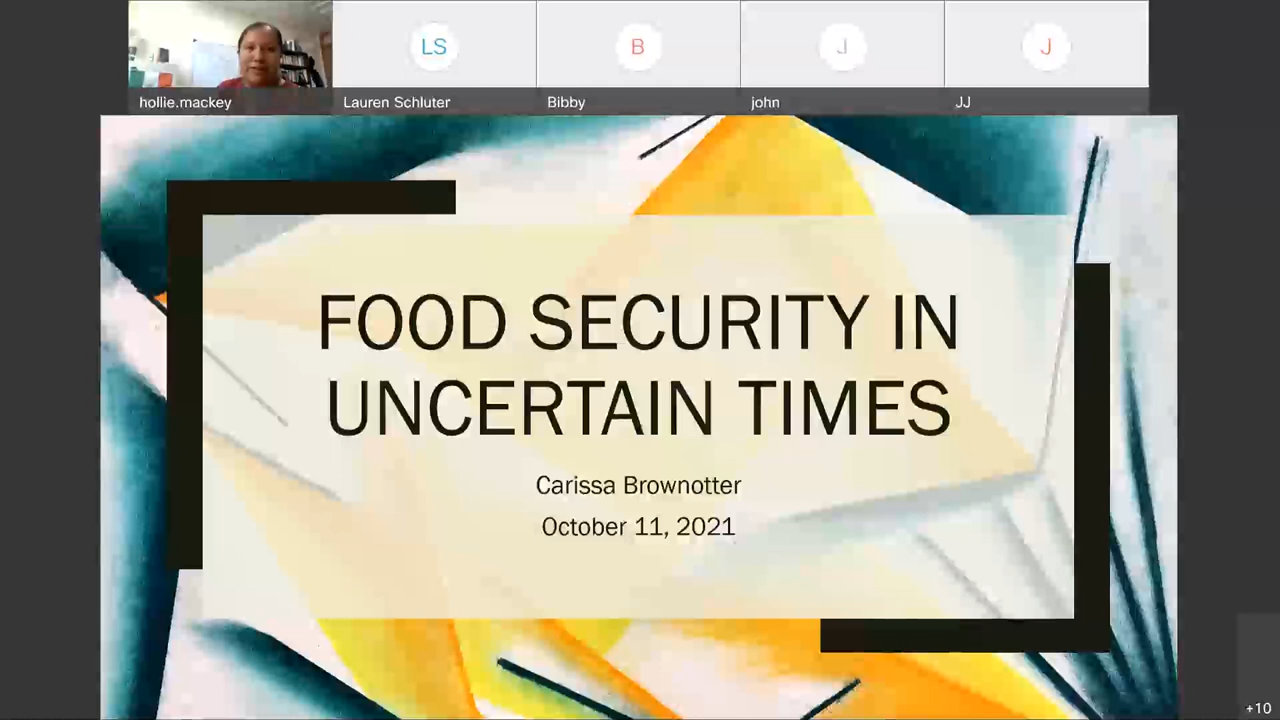 LS
B
J
J
hollie.mackey
Lauren Schluter
Bibby
john
JJ
FOOD SECURITY IN
UNCERTAIN TIMES
Carissa Brownotter
October 11, 2021
+10